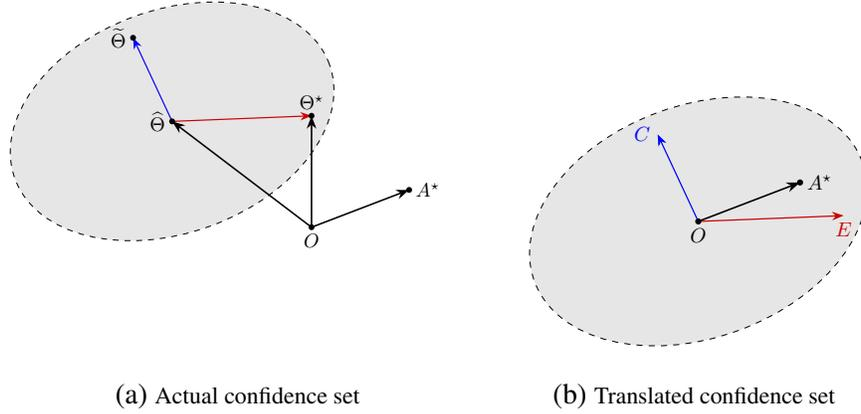 Θ̃
Θ̂
Θ⋆
A⋆
O
C
A⋆
O
E
(a) Actual confidence set
(b) Translated confidence set